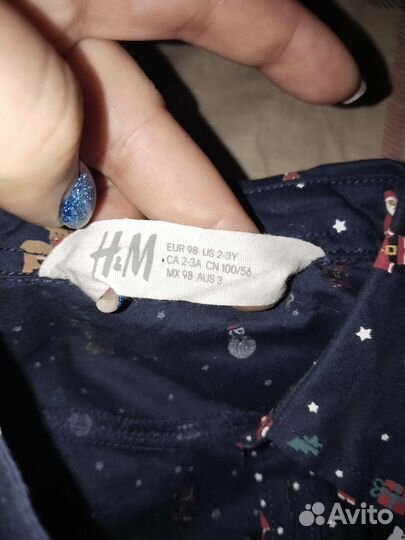 H&M
EUR 98 US 2-3Y
CA 2-3A CN 100/56
MX 98 AUS 3
Avito